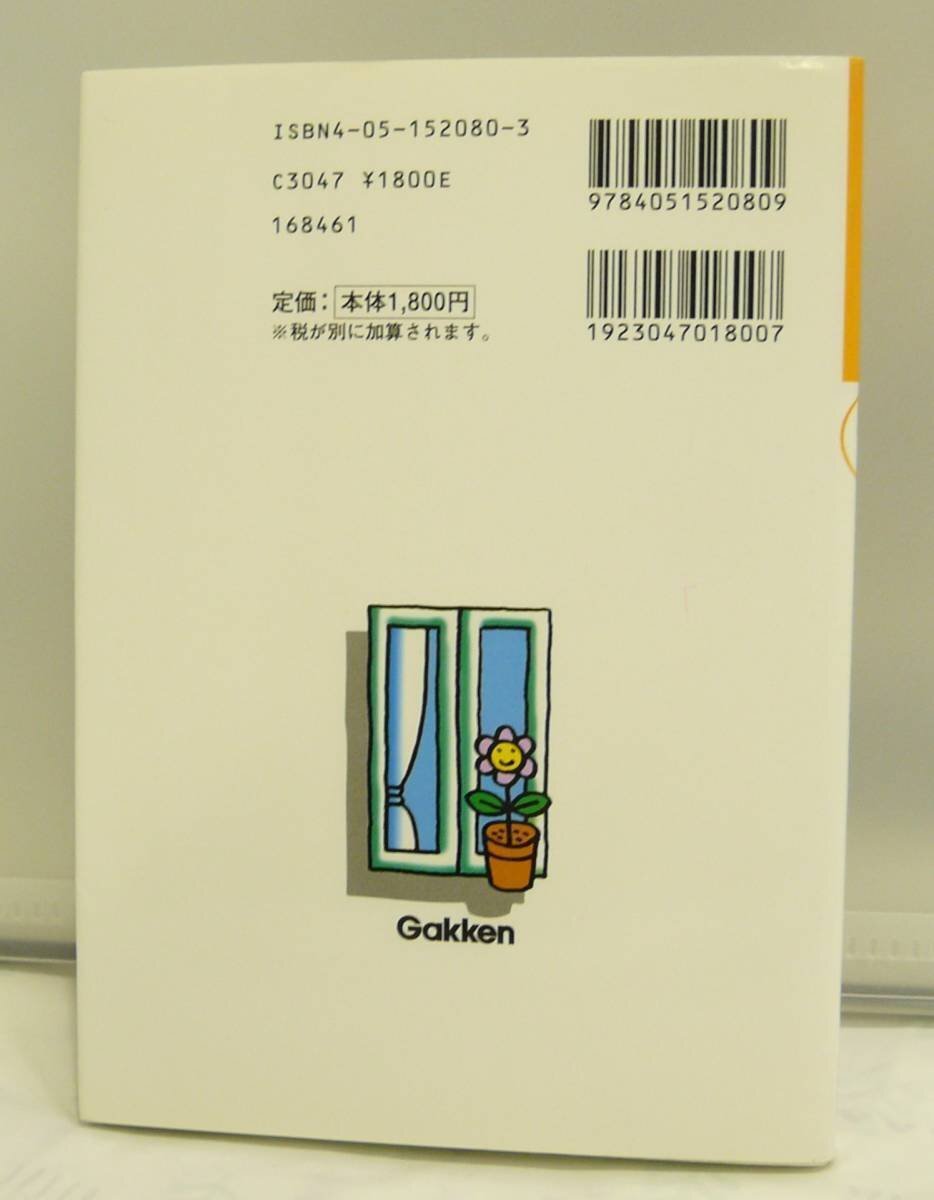 ISBN4-05-152080-3
C3047 ¥1800E
168461
定価：本体1,800円
※税が別に加算されます。
9784051520809
1923047018007
Gakken